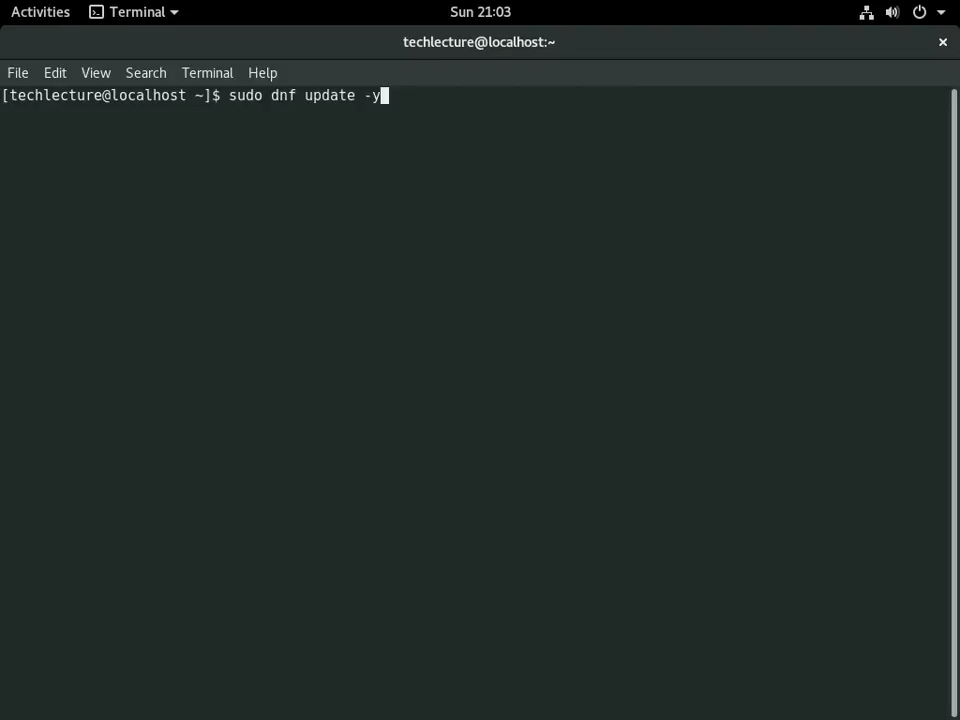 Activities Terminal Sun 21:03
techlecture@localhost:~ ×
File Edit View Search Terminal Help
[techlecture@localhost ~]$ sudo dnf update -y